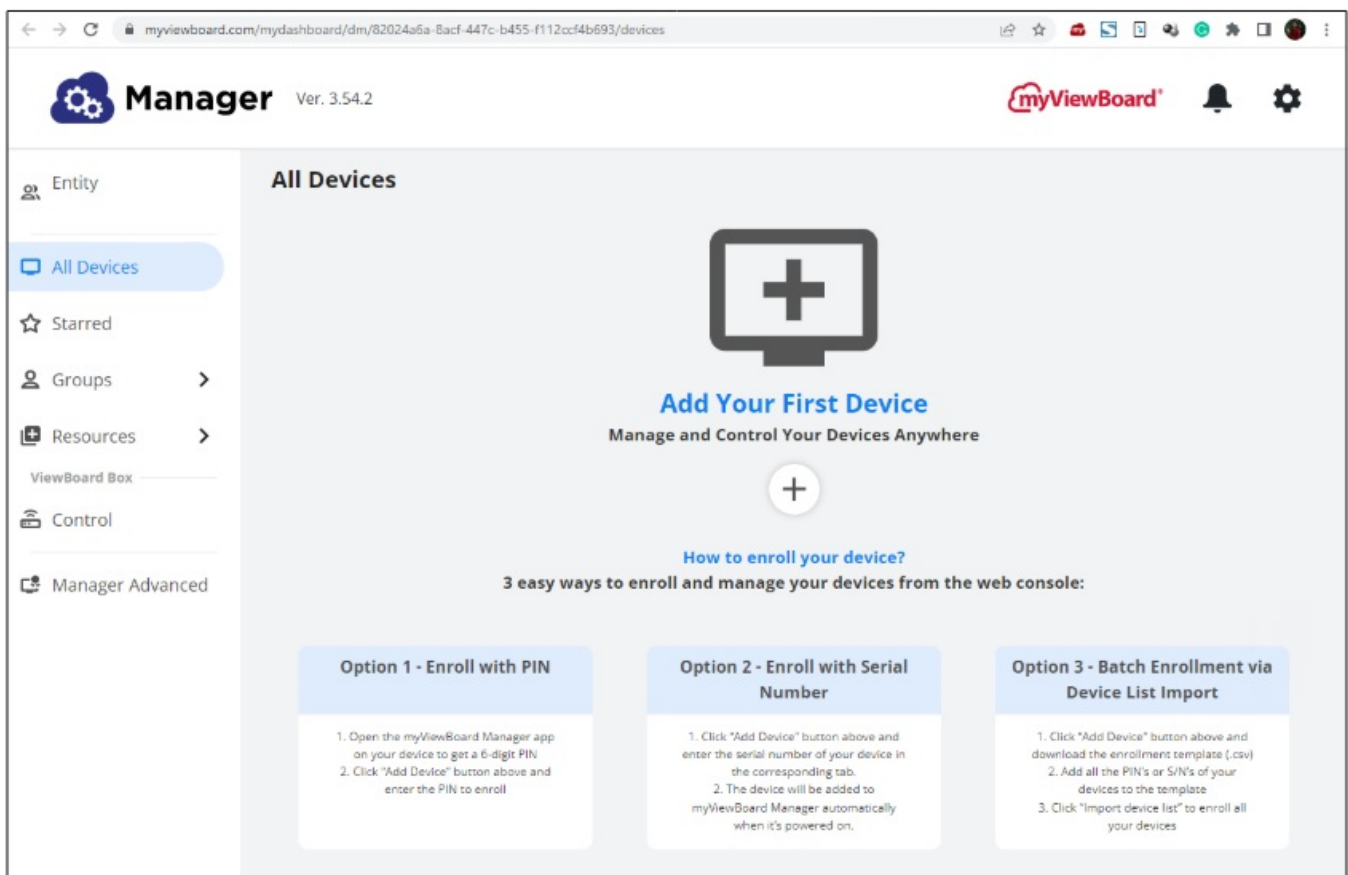 myviewboard.com/mydashboard/dm/82024a6a-8acf-447c-b455-f112ccf4b693/devices
Manager Ver. 3.54.2
myViewBoard®
Entity
All Devices
Starred
Groups
Resources
ViewBoard Box
Control
Manager Advanced
All Devices
Add Your First Device
Manage and Control Your Devices Anywhere
How to enroll your device?
3 easy ways to enroll and manage your devices from the web console:
Option 1 - Enroll with PIN
1. Open the myViewBoard Manager app
on your device to get a 6-digit PIN
2. Click "Add Device" button above and
enter the PIN to enroll
Option 2 - Enroll with Serial
Number
1. Click "Add Device" button above and
enter the serial number of your device in
the corresponding tab.
2. The device will be added to
myViewBoard Manager automatically
when it's powered on.
Option 3 - Batch Enrollment via
Device List Import
1. Click "Add Device" button above and
download the enrollment template (.csv)
2. Add all the PIN's or S/N's of your
devices to the template
3. Click "Import device list" to enroll all
your devices